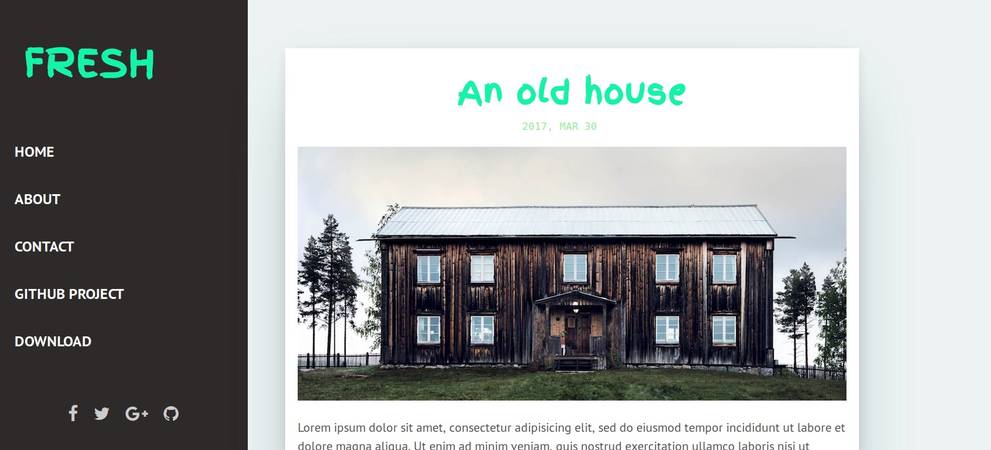 FRESH
HOME
ABOUT
CONTACT
GITHUB PROJECT
DOWNLOAD
An old house
2017, MAR 30
Lorem ipsum dolor sit amet, consectetur adipisicing elit, sed do eiusmod tempor incididunt ut labore et
dolore magna aliqua. Ut enim ad minim veniam, quis nostrud exercitation ullamco laboris nisi ut